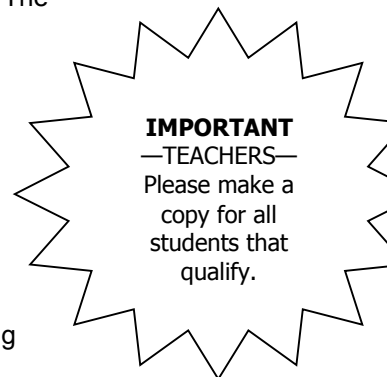 The
IMPORTANT
—TEACHERS—
Please make a
copy for all
students that
qualify.
g